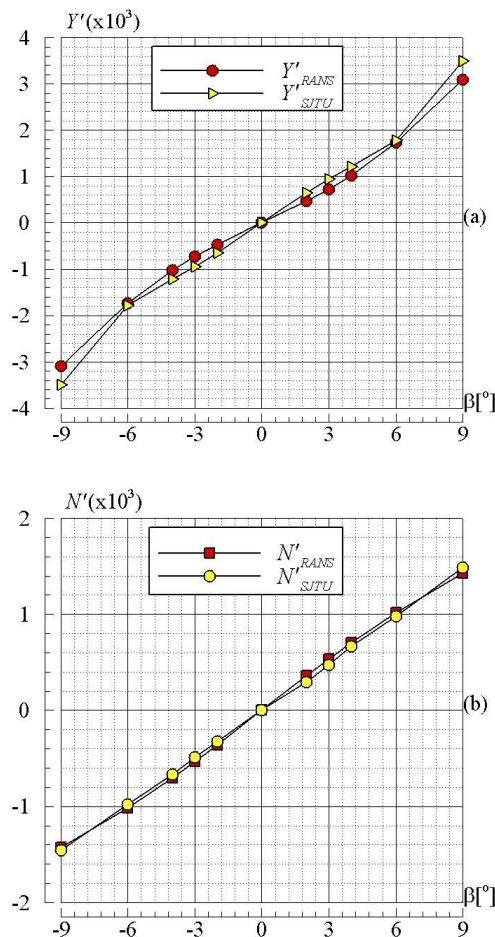 Y'(x10³)
4
Y'RANS
Y'SJTU
3
2
1
0
(a)
-1
-2
-3
-4
β[°]
-9 -6 -3 0 3 6 9
N'(x10³)
2
N'RANS
N'SJTU
1
0
(b)
-1
-2
β[°]
-9 -6 -3 0 3 6 9